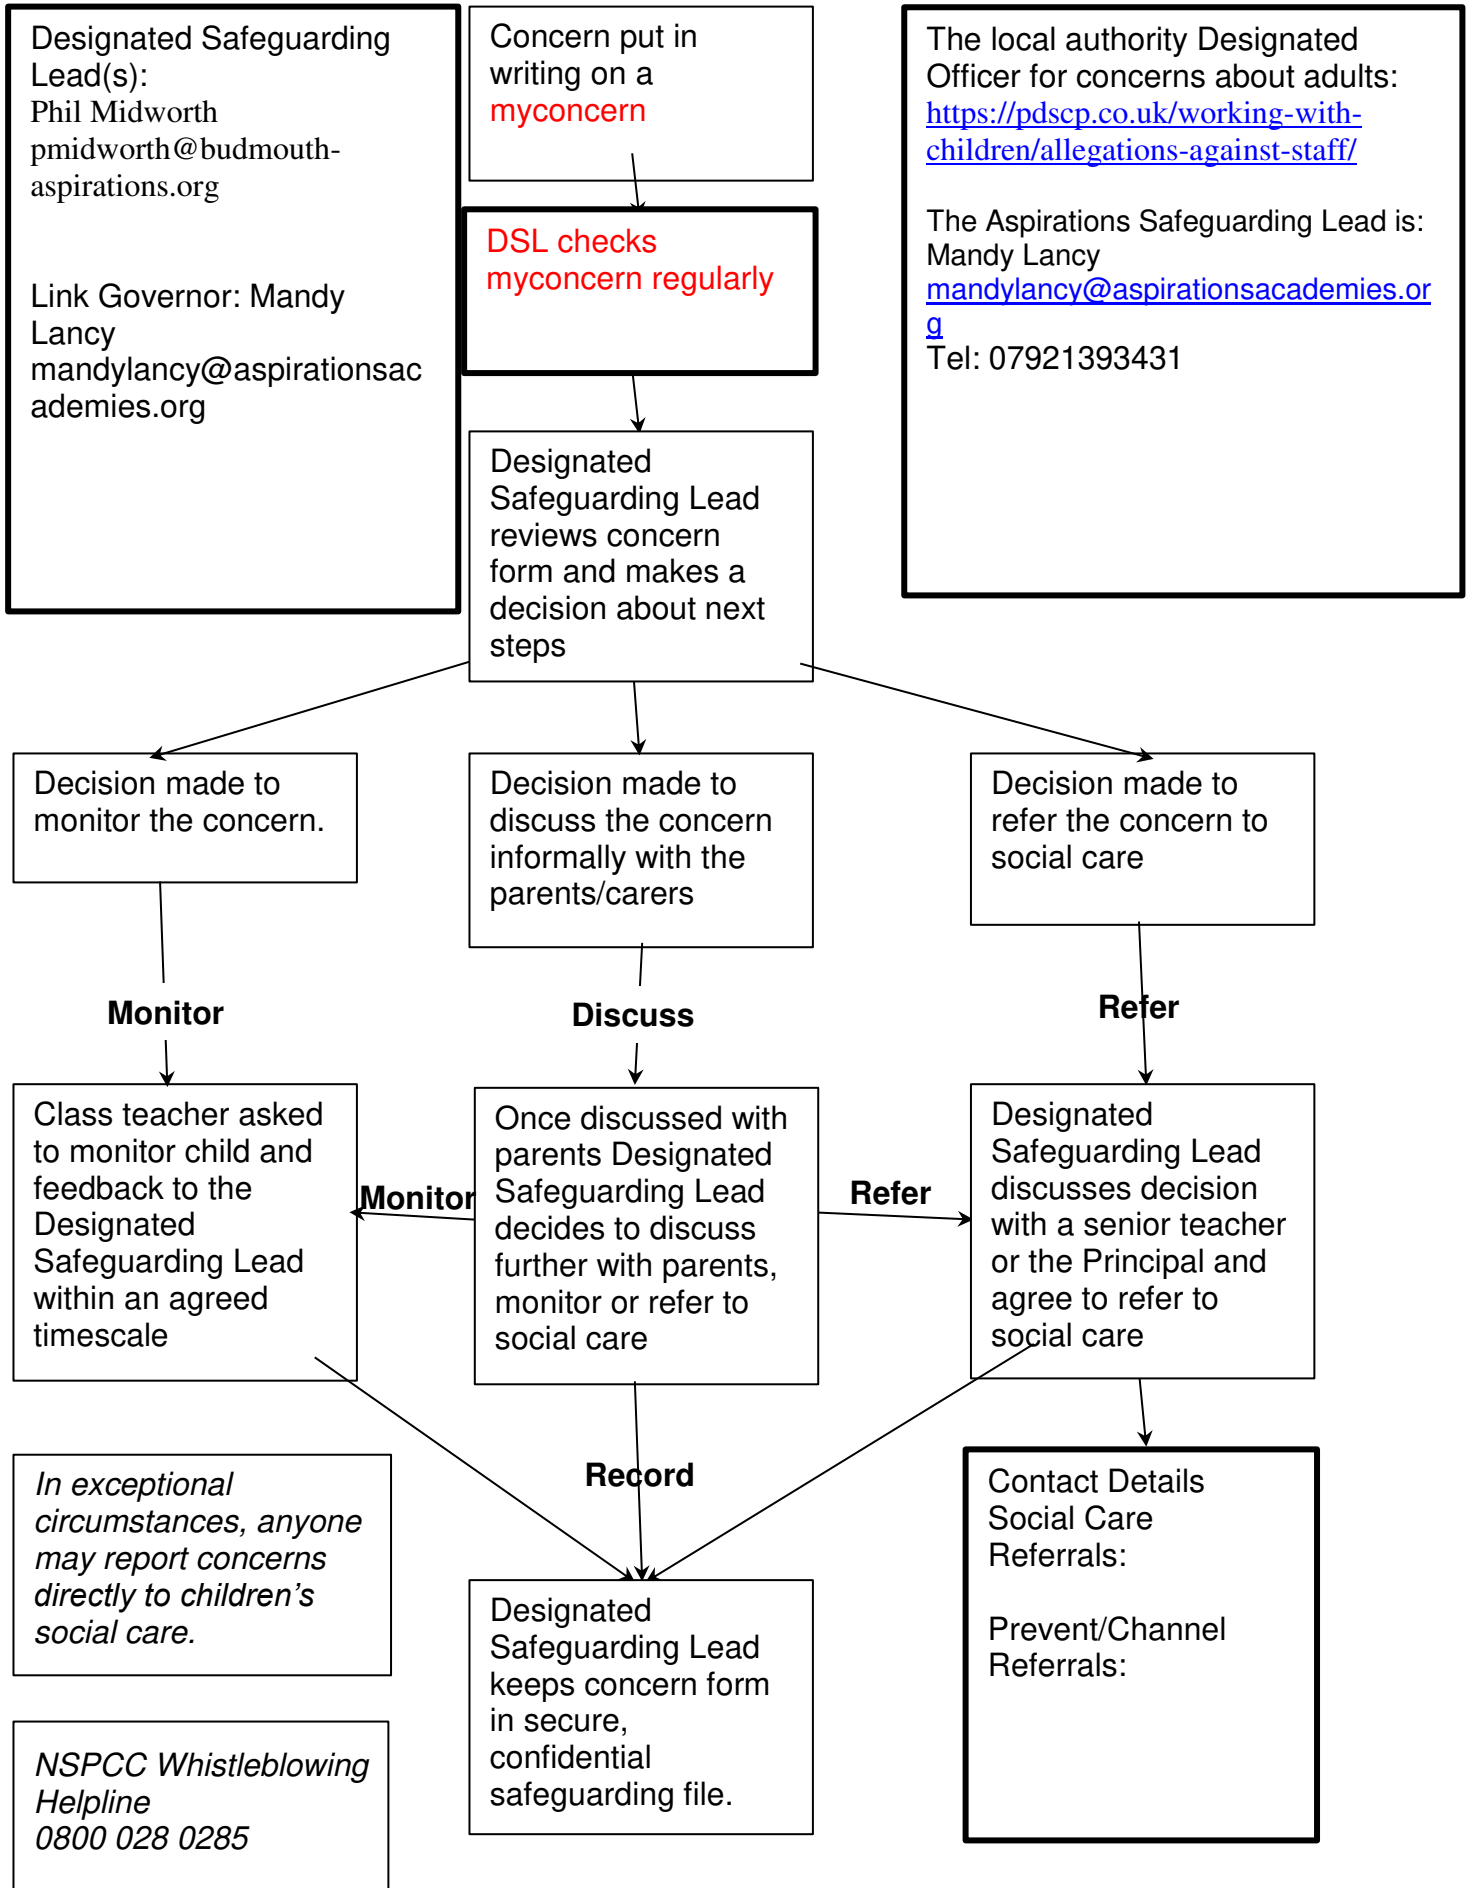 Designated Safeguarding
Lead(s):
Phil Midworth
pmidworth@budmouth-
aspirations.org
Link Governor: Mandy
Lancy
mandylancy@aspirationsac
ademies.org
Concern put in
writing on a
myconcern
The local authority Designated
Officer for concerns about adults:
https://pdscp.co.uk/working-with-
children/allegations-against-staff/
The Aspirations Safeguarding Lead is:
Mandy Lancy
mandylancy@aspirationsacademies.or
g
Tel: 07921393431
DSL checks
myconcern regularly
Designated
Safeguarding Lead
reviews concern
form and makes a
decision about next
steps
Decision made to
monitor the concern.
Decision made to
discuss the concern
informally with the
parents/carers
Decision made to
refer the concern to
social care
Monitor
Discuss
Refer
Class teacher asked
to monitor child and
feedback to the
Designated
Safeguarding Lead
within an agreed
timescale
Monitor
Once discussed with
parents Designated
Safeguarding Lead
decides to discuss
further with parents,
monitor or refer to
social care
Refer
Designated
Safeguarding Lead
discusses decision
with a senior teacher
or the Principal and
agree to refer to
social care
In exceptional
circumstances, anyone
may report concerns
directly to children's
social care.
Record
Contact Details
Social Care
Referrals:
Prevent/Channel
Referrals:
Designated
Safeguarding Lead
keeps concern form
in secure,
confidential
safeguarding file.
NSPCC Whistleblowing
Helpline
0800 028 0285